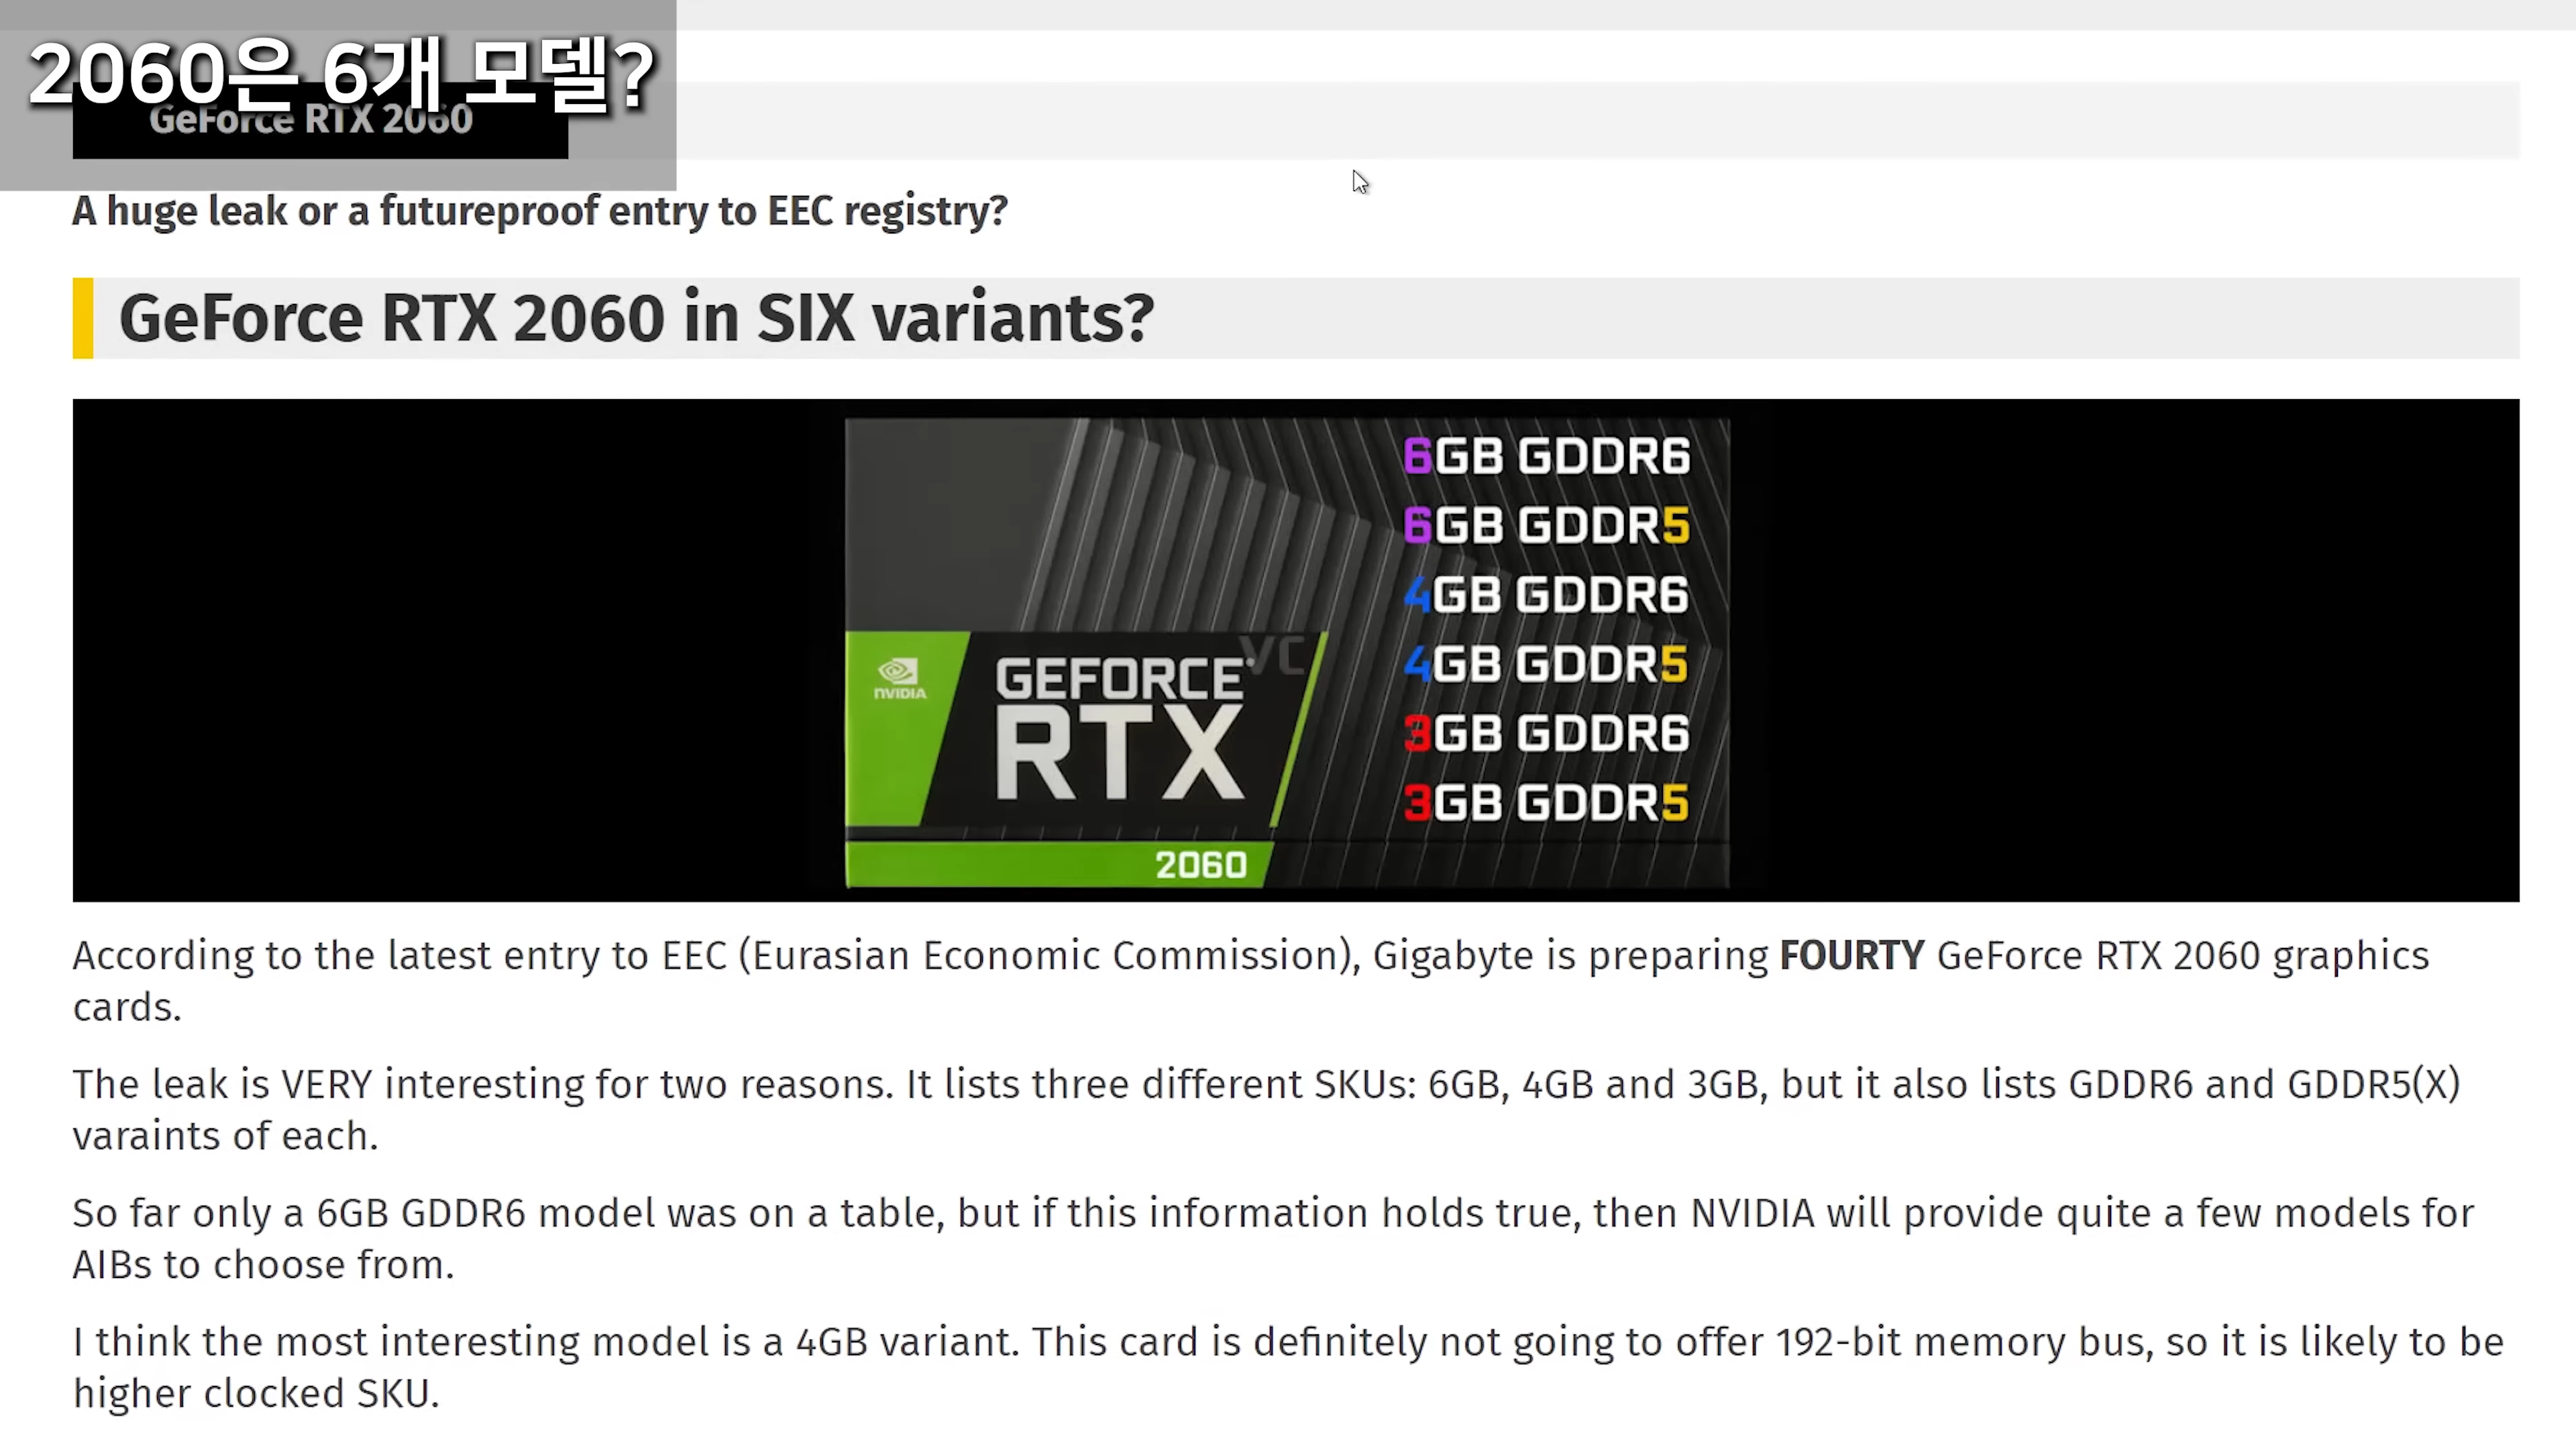 2060은 6개 모델?
GeForce RTX 2060
A huge leak or a futureproof entry to EEC registry?
GeForce RTX 2060 in SIX variants?
6GB GDDR6
6GB GDDR5
4GB GDDR6
4GB GDDR5
3GB GDDR6
3GB GDDR5
VC
NVIDIA
GEFORCE
RTX
2060
According to the latest entry to EEC (Eurasian Economic Commission), Gigabyte is preparing FOURTY GeForce RTX 2060 graphics
cards.
The leak is VERY interesting for two reasons. It lists three different SKUs: 6GB, 4GB and 3GB, but it also lists GDDR6 and GDDR5(X)
varaints of each.
So far only a 6GB GDDR6 model was on a table, but if this information holds true, then NVIDIA will provide quite a few models for
AIBs to choose from.
I think the most interesting model is a 4GB variant. This card is definitely not going to offer 192-bit memory bus, so it is likely to be
higher clocked SKU.